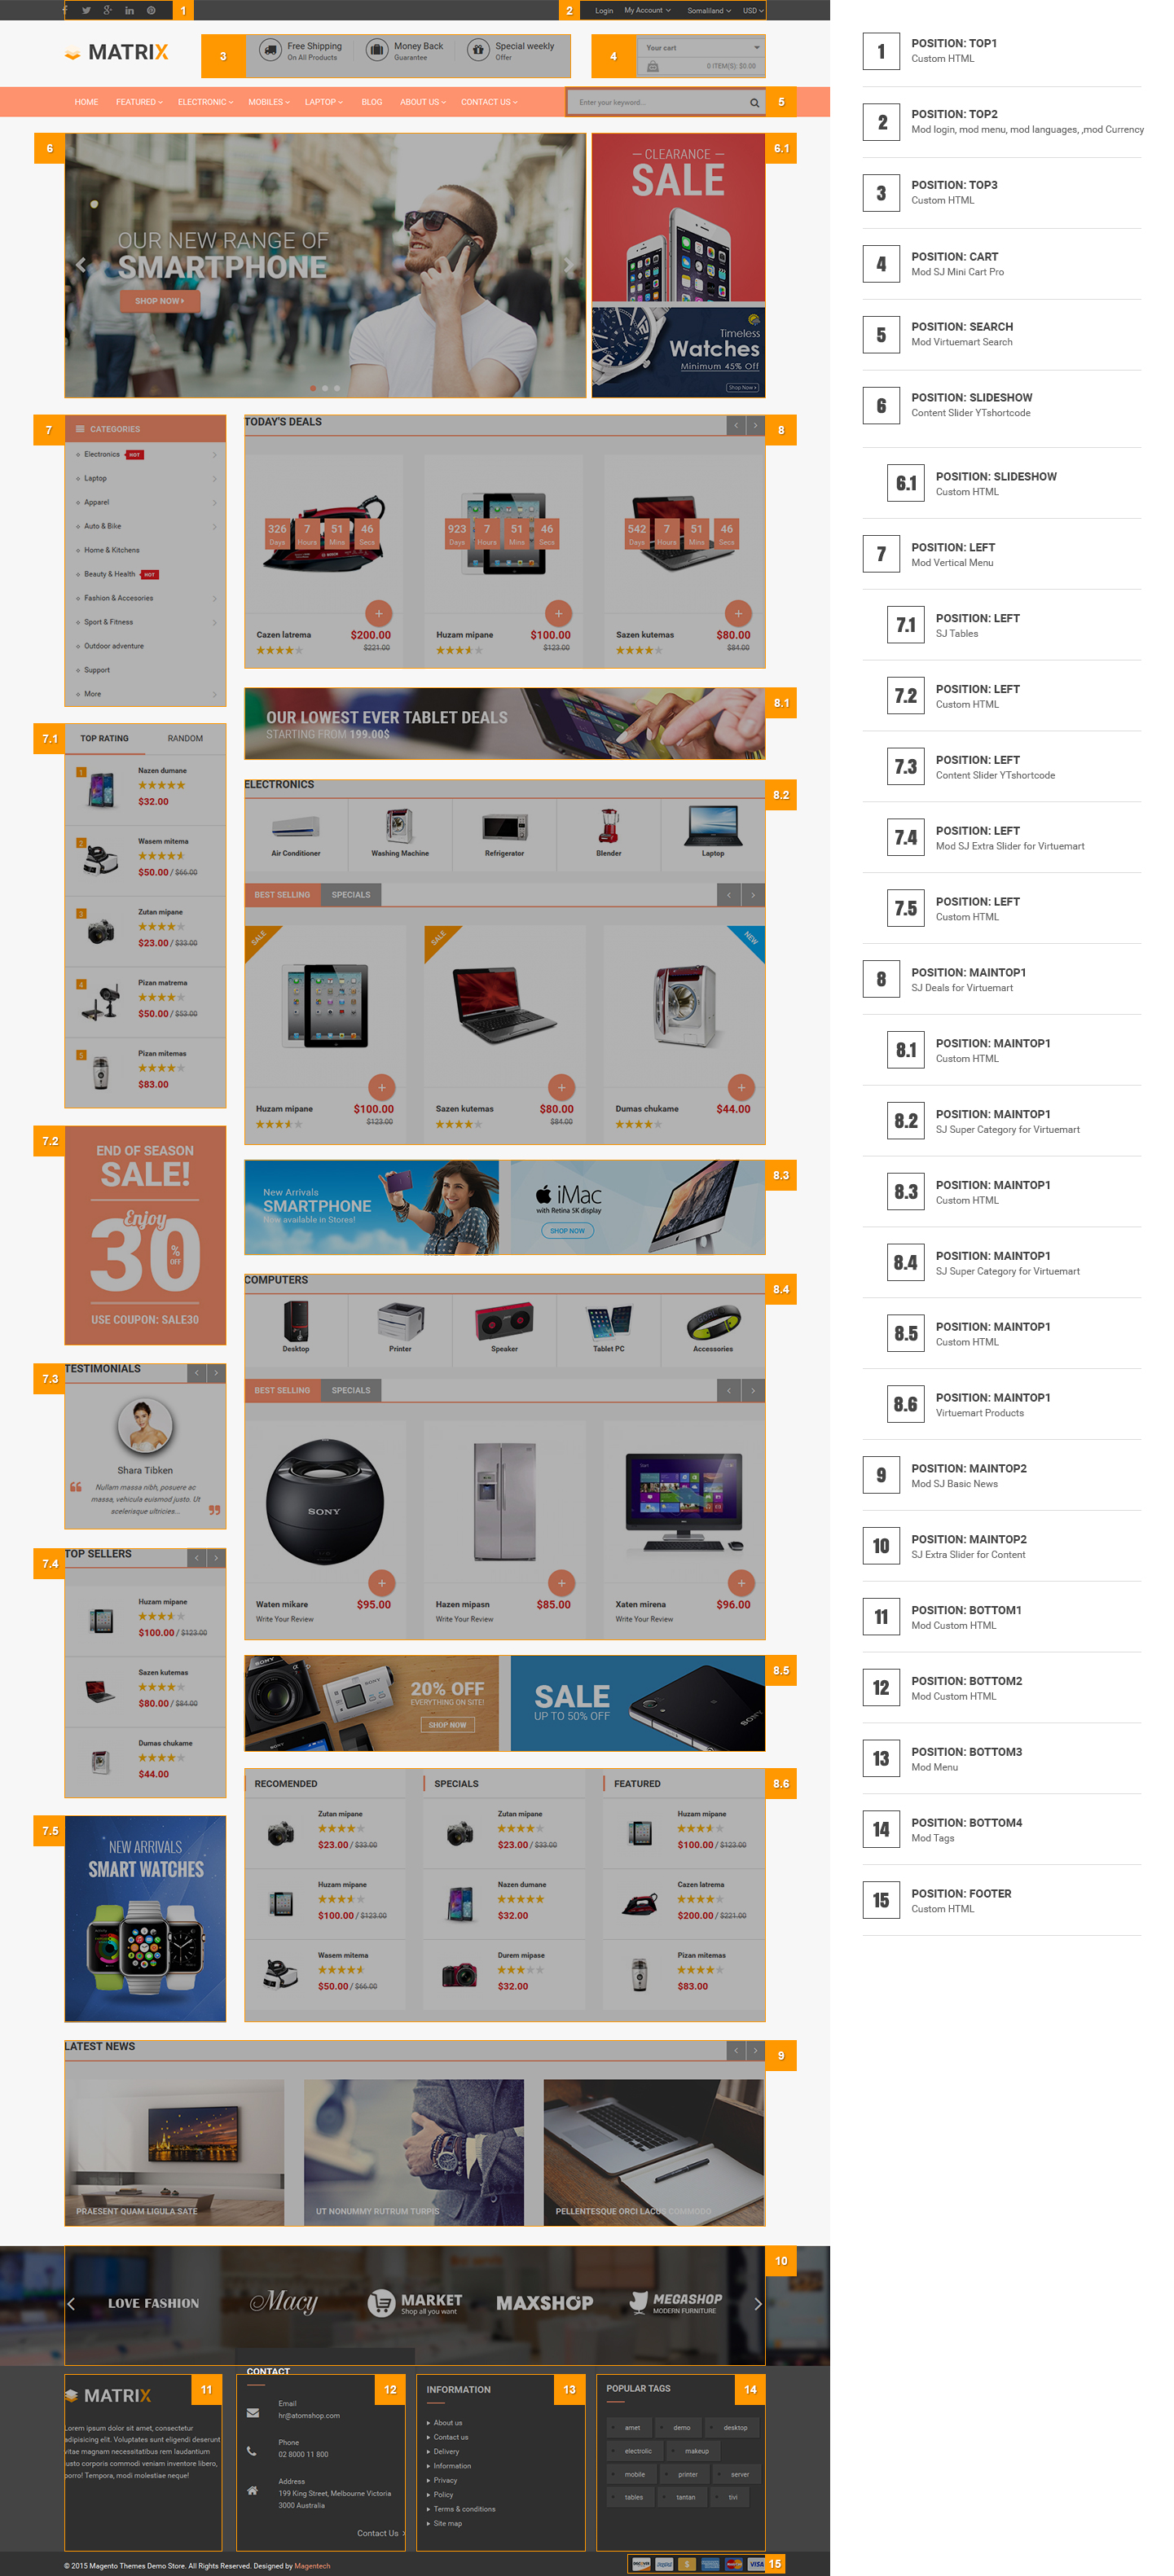 1
2
Login
My Account
Somaliland
USD
MATRIX
3
Free Shipping
On All Products
Money Back
Guarantee
Special weekly
Offer
4
Your cart
0 ITEM(S): $0.00
HOME
FEATURED
ELECTRONIC
MOBILES
LAPTOP
BLOG
ABOUT US
CONTACT US
Enter your keyword...
5
6
OUR NEW RANGE OF
SMARTPHONE
SHOP NOW
6.1
CLEARANCE
SALE
Timeless
Watches
Minimum 45% Off
Shop Now
7
CATEGORIES
Electronics HOT
Laptop
Apparel
Auto & Bike
Home & Kitchens
Beauty & Health HOT
Fashion & Accesories
Sport & Fitness
Outdoor adventure
Support
More
7.1
TOP RATING
RANDOM
1
Nazen dumane
$32.00
2
Wasem mitema
$50.00 / $66.00
3
Zutan mipane
$23.00 / $33.00
4
Pizan matrema
$50.00 / $53.00
5
Pizan mitemas
$83.00
7.2
END OF SEASON
SALE!
Enjoy
30
%
OFF
USE COUPON: SALE30
7.3
TESTIMONIALS
Shara Tibken
Nullam massa nibh, posuere ac
massa, vehicula euismod justo. Ut
scelerisque ultricies...
7.4
TOP SELLERS
Huzam mipane
$100.00 / $123.00
Sazen kutemas
$80.00 / $84.00
Dumas chukame
$44.00
7.5
NEW ARRIVALS
SMART WATCHES
TODAY'S DEALS
8
326 7 51 46
Days Hours Mins Secs
923 7 51 46
Days Hours Mins Secs
542 7 51 46
Days Hours Mins Secs
Cazen latrema
$200.00
$221.00
Huzam mipane
$100.00
$123.00
Sazen kutemas
$80.00
$84.00
8.1
OUR LOWEST EVER TABLET DEALS
STARTING FROM 199.00$
ELECTRONICS
8.2
Air Conditioner
Washing Machine
Refrigerator
Blender
Laptop
BEST SELLING
SPECIALS
SALE
SALE
NEW
Huzam mipane
$100.00
$123.00
Sazen kutemas
$80.00
$84.00
Dumas chukame
$44.00
8.3
New Arrivals
SMARTPHONE
Now available in Stores!
iMac
with Retina 5K display
SHOP NOW
COMPUTERS
8.4
Desktop
Printer
Speaker
Tablet PC
Accessories
BEST SELLING
SPECIALS
SONY
Waten mikare
$95.00
Write Your Review
Hazen mipasn
$85.00
Write Your Review
Xaten mirena
$96.00
Write Your Review
8.5
SONY
SONY
20% OFF
EVERYTHING ON SITE!
SHOP NOW
SALE
UP TO 50% OFF
SONY
8.6
RECOMENDED
Zutan mipane
$23.00 / $33.00
Huzam mipane
$100.00 / $123.00
Wasem mitema
$50.00 / $66.00
SPECIALS
Zutan mipane
$23.00 / $33.00
Nazen dumane
$32.00
Durem mipase
$32.00
FEATURED
Huzam mipane
$100.00 / $123.00
Cazen latrema
$200.00 / $221.00
Pizan mitemas
$83.00
LATEST NEWS
9
PRAESENT QUAM LIGULA SATE
UT NONUMMY RUTRUM TURPIS
PELLENTESQUE ORCI LACUS COMMODO
10
LOVE FASHION
Macy
MARKET
Shop all you want
MAXSHOP
MEGASHOP
MODERN FURNITURE
11
MATRIX
Lorem ipsum dolor sit amet, consectetur
adipisicing elit. Voluptates sunt eligendi deserunt
vitae magnam necessitatibus rem laudantium
iusto corporis commodi veniam inventore libero,
porro! Tempora, modi molestiae neque!
CONTACT
12
Email
hr@atomshop.com
Phone
02 8000 11 800
Address
199 King Street, Melbourne Victoria
3000 Australia
Contact Us
INFORMATION
13
About us
Contact us
Delivery
Information
Privacy
Policy
Terms & conditions
Site map
POPULAR TAGS
14
amet
demo
desktop
electrolic
makeup
mobile
printer
server
tables
tantan
tivi
© 2015 Magento Themes Demo Store. All Rights Reserved. Designed by Magentech
VISA
15
1
POSITION: TOP1
Custom HTML
2
POSITION: TOP2
Mod login, mod menu, mod languages, ,mod Currency
3
POSITION: TOP3
Custom HTML
4
POSITION: CART
Mod SJ Mini Cart Pro
5
POSITION: SEARCH
Mod Virtuemart Search
6
POSITION: SLIDESHOW
Content Slider YTshortcode
6.1
POSITION: SLIDESHOW
Custom HTML
7
POSITION: LEFT
Mod Vertical Menu
7.1
POSITION: LEFT
SJ Tables
7.2
POSITION: LEFT
Custom HTML
7.3
POSITION: LEFT
Content Slider YTshortcode
7.4
POSITION: LEFT
Mod SJ Extra Slider for Virtuemart
7.5
POSITION: LEFT
Custom HTML
8
POSITION: MAINTOP1
SJ Deals for Virtuemart
8.1
POSITION: MAINTOP1
Custom HTML
8.2
POSITION: MAINTOP1
SJ Super Category for Virtuemart
8.3
POSITION: MAINTOP1
Custom HTML
8.4
POSITION: MAINTOP1
SJ Super Category for Virtuemart
8.5
POSITION: MAINTOP1
Custom HTML
8.6
POSITION: MAINTOP1
Virtuemart Products
9
POSITION: MAINTOP2
Mod SJ Basic News
10
POSITION: MAINTOP2
SJ Extra Slider for Content
11
POSITION: BOTTOM1
Mod Custom HTML
12
POSITION: BOTTOM2
Mod Custom HTML
13
POSITION: BOTTOM3
Mod Menu
14
POSITION: BOTTOM4
Mod Tags
15
POSITION: FOOTER
Custom HTML